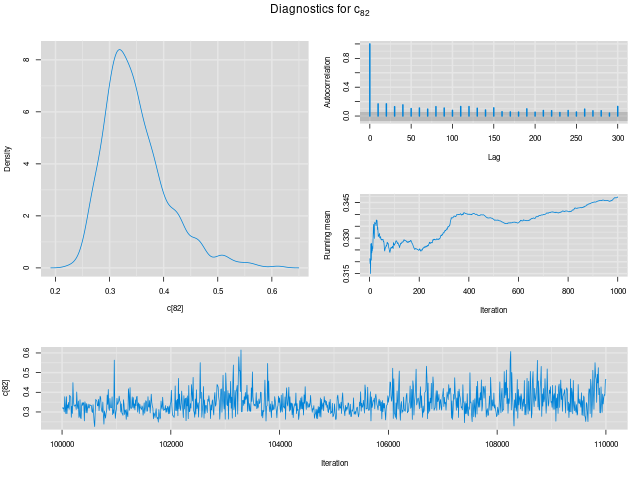 Diagnostics for c82
Density
8
6
4
2
0
0.2 0.3 0.4 0.5 0.6
c[82]
Autocorrelation
0.8
0.4
0.0
0 50 100 150 200 250 300
Lag
Running mean
0.345
0.330
0.315
0 200 400 600 800 1000
Iteration
c[82]
0.6
0.5
0.4
0.3
100000 102000 104000 106000 108000 110000
Iteration